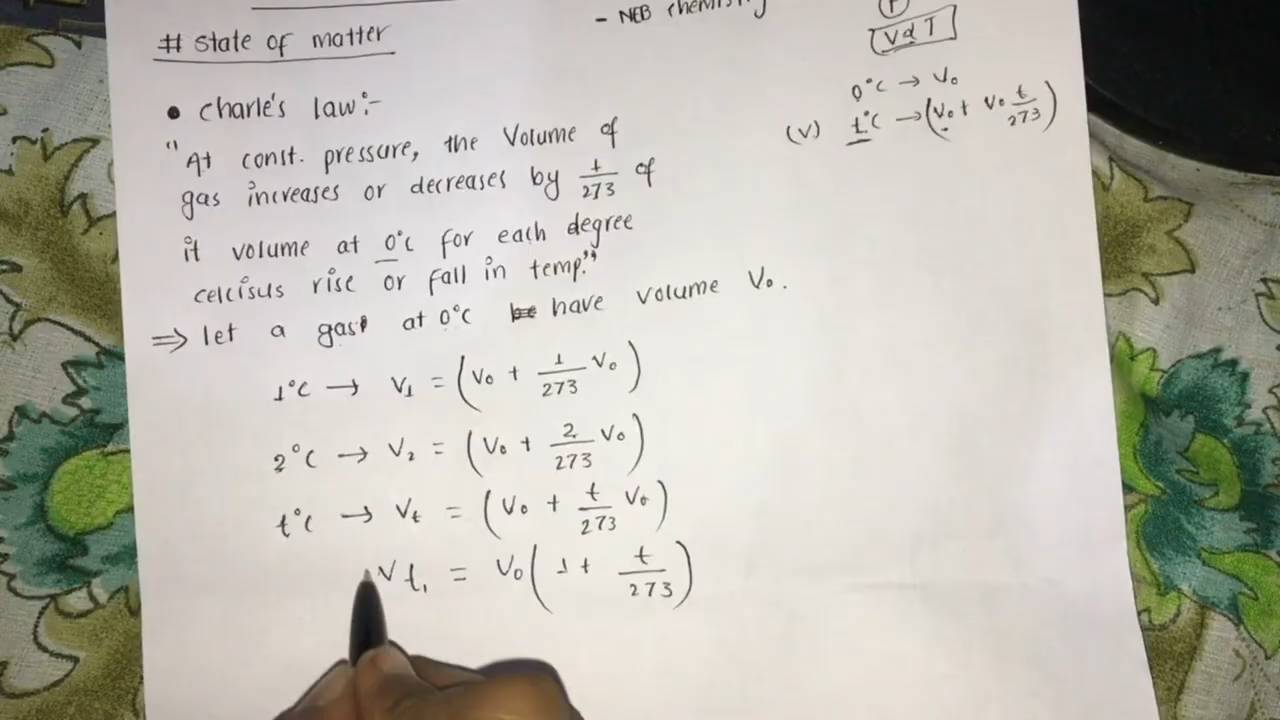 - NEB chemistry
# state of matter
P
V α T
0°C → V₀
(V) t°C → (V₀ + V₀ t/273)
• Charle's law:-
"At const. pressure, the Volume of
gas increases or decreases by 1/273 of
it volume at 0°C for each degree
celcisus rise or fall in temp."
⇒ let a gas at 0°C have volume V₀.
1°C → V₁ = (V₀ + 1/273 V₀)
2°C → V₂ = (V₀ + 2/273 V₀)
t°C → Vt = (V₀ + t/273 V₀)
Vt₁ = V₀(1 + t/273)